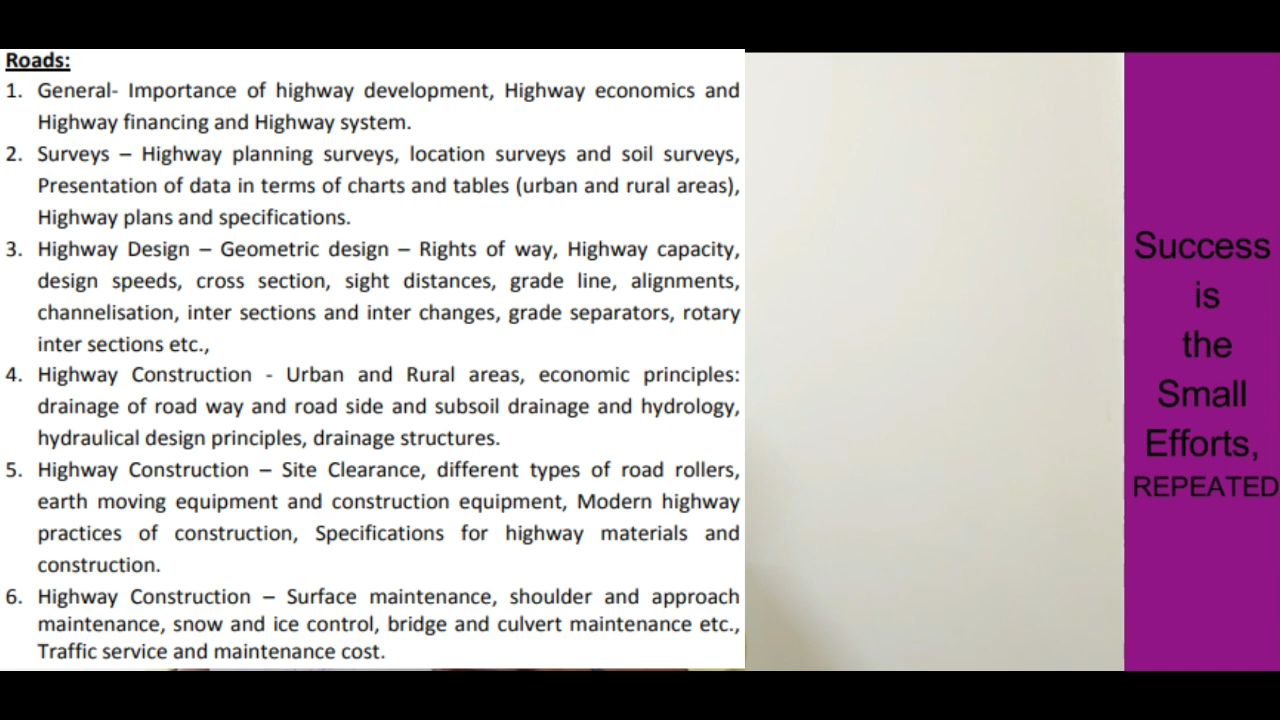 Roads:
1. General- Importance of highway development, Highway economics and
Highway financing and Highway system.
2. Surveys – Highway planning surveys, location surveys and soil surveys,
Presentation of data in terms of charts and tables (urban and rural areas),
Highway plans and specifications.
3. Highway Design – Geometric design – Rights of way, Highway capacity,
design speeds, cross section, sight distances, grade line, alignments,
channelisation, inter sections and inter changes, grade separators, rotary
inter sections etc.,
4. Highway Construction - Urban and Rural areas, economic principles:
drainage of road way and road side and subsoil drainage and hydrology,
hydraulical design principles, drainage structures.
5. Highway Construction – Site Clearance, different types of road rollers,
earth moving equipment and construction equipment, Modern highway
practices of construction, Specifications for highway materials and
construction.
6. Highway Construction – Surface maintenance, shoulder and approach
maintenance, snow and ice control, bridge and culvert maintenance etc.,
Traffic service and maintenance cost.
Success
is
the
Small
Efforts,
REPEATED